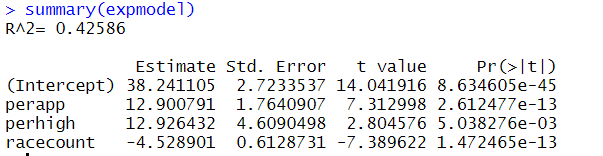 > summary(expmodel)
R^2= 0.42586
Estimate Std. Error t value Pr(>|t|)
(Intercept) 38.241105 2.7233537 14.041916 8.634605e-45
perapp 12.900791 1.7640907 7.312998 2.612477e-13
perhigh 12.926432 4.6090498 2.804576 5.038276e-03
racecount -4.528901 0.6128731 -7.389622 1.472465e-13